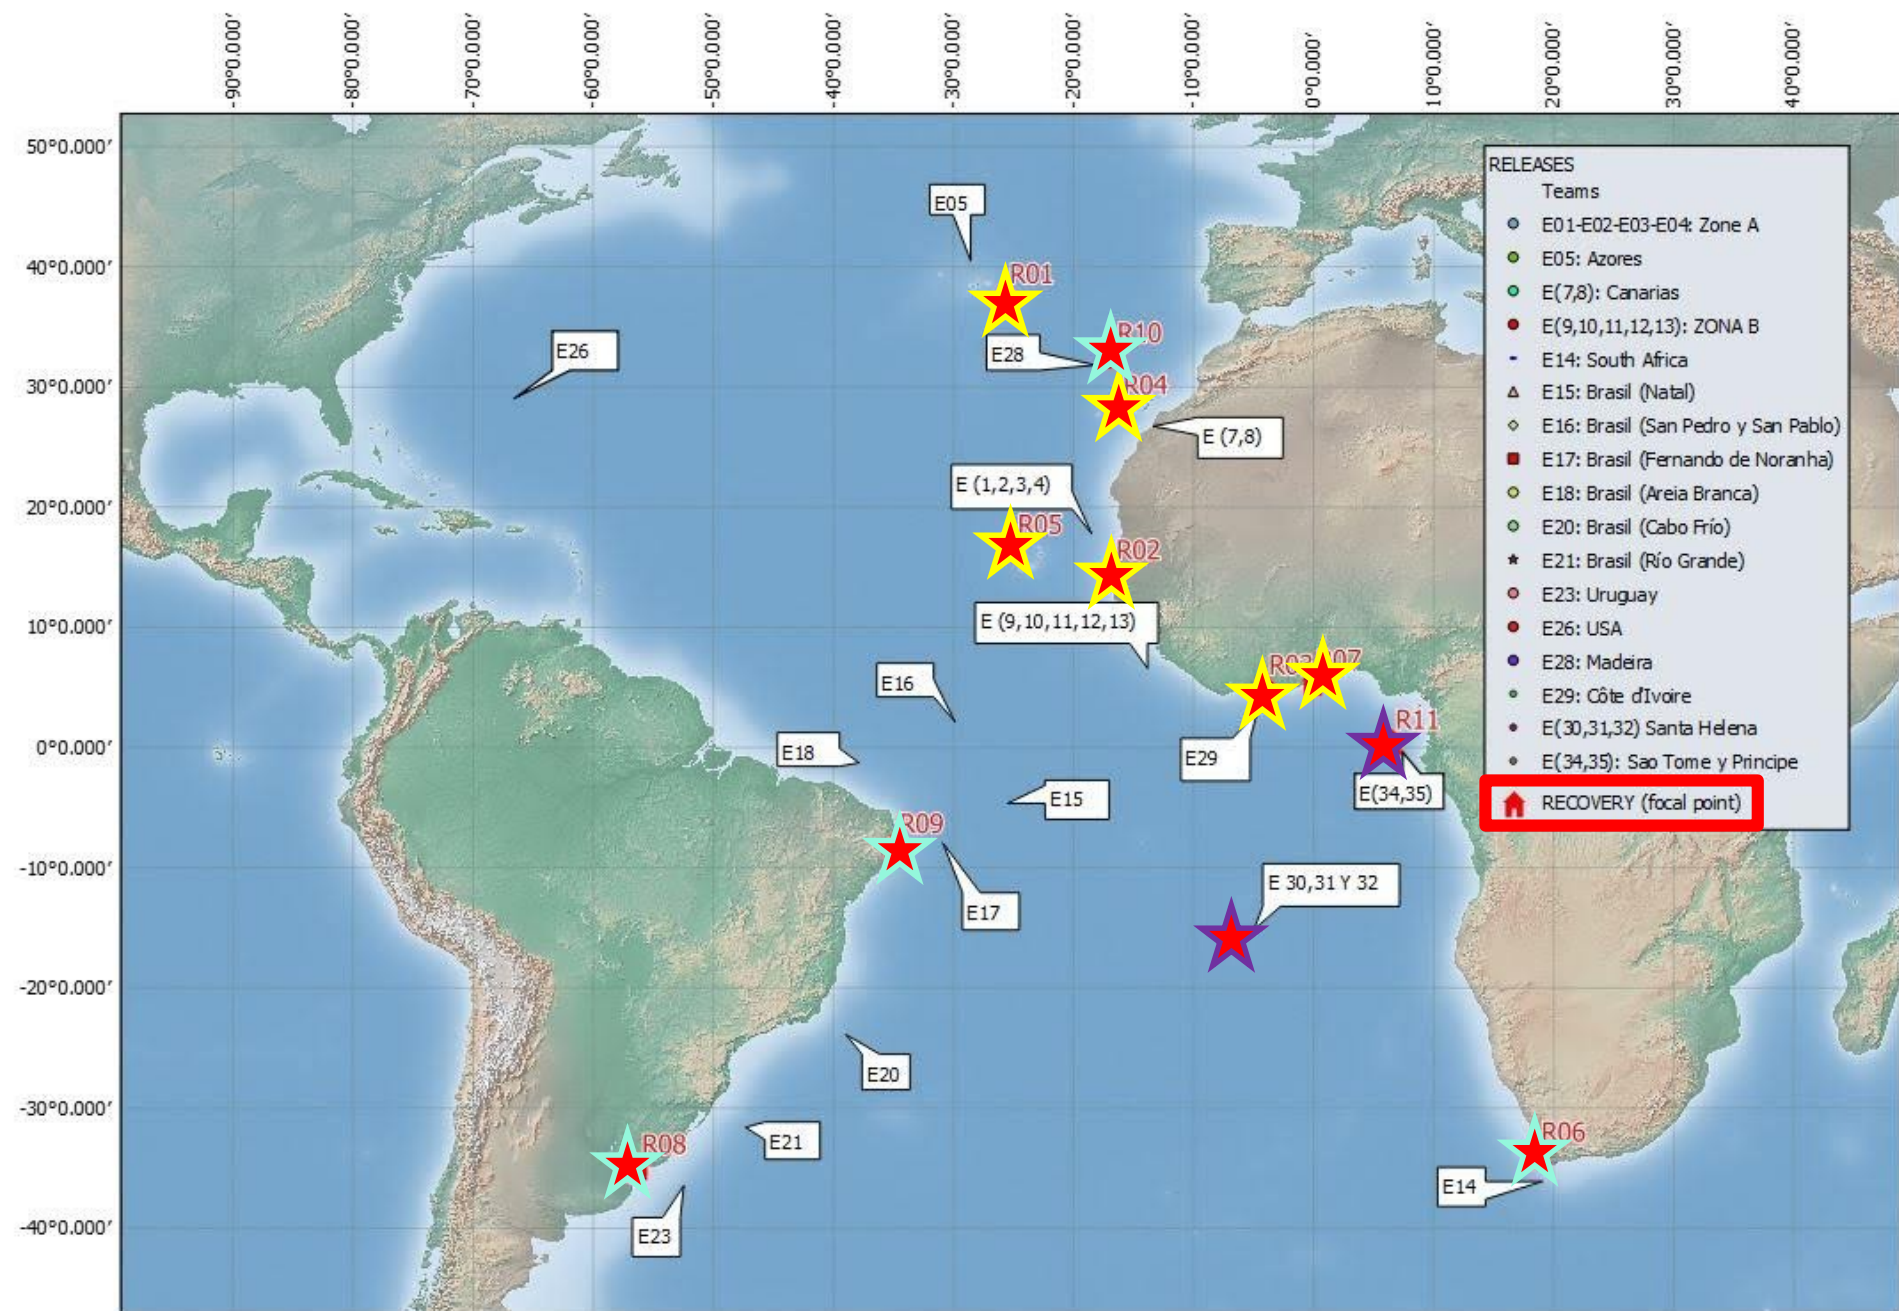 -90°0.000′
-80°0.000′
-70°0.000′
-60°0.000′
-50°0.000′
-40°0.000′
-30°0.000′
-20°0.000′
-10°0.000′
0°0.000′
10°0.000′
20°0.000′
30°0.000′
40°0.000′
50°0.000′
40°0.000′
30°0.000′
20°0.000′
10°0.000′
0°0.000′
-10°0.000′
-20°0.000′
-30°0.000′
-40°0.000′
E05
R01
R10
E28
E26
R04
E (7,8)
E (1,2,3,4)
R05
R02
E (9,10,11,12,13)
E16
R07
R11
E18
E29
E15
E(34,35)
R09
E 30,31 Y 32
E17
E20
E21
R08
R06
E14
E23
RELEASES
Teams
E01-E02-E03-E04: Zone A
E05: Azores
E(7,8): Canarias
E(9,10,11,12,13): ZONA B
E14: South Africa
E15: Brasil (Natal)
E16: Brasil (San Pedro y San Pablo)
E17: Brasil (Fernando de Noranha)
E18: Brasil (Areia Branca)
E20: Brasil (Cabo Frío)
E21: Brasil (Río Grande)
E23: Uruguay
E26: USA
E28: Madeira
E29: Côte d'Ivoire
E(30,31,32) Santa Helena
E(34,35): Sao Tome y Principe
RECOVERY (focal point)